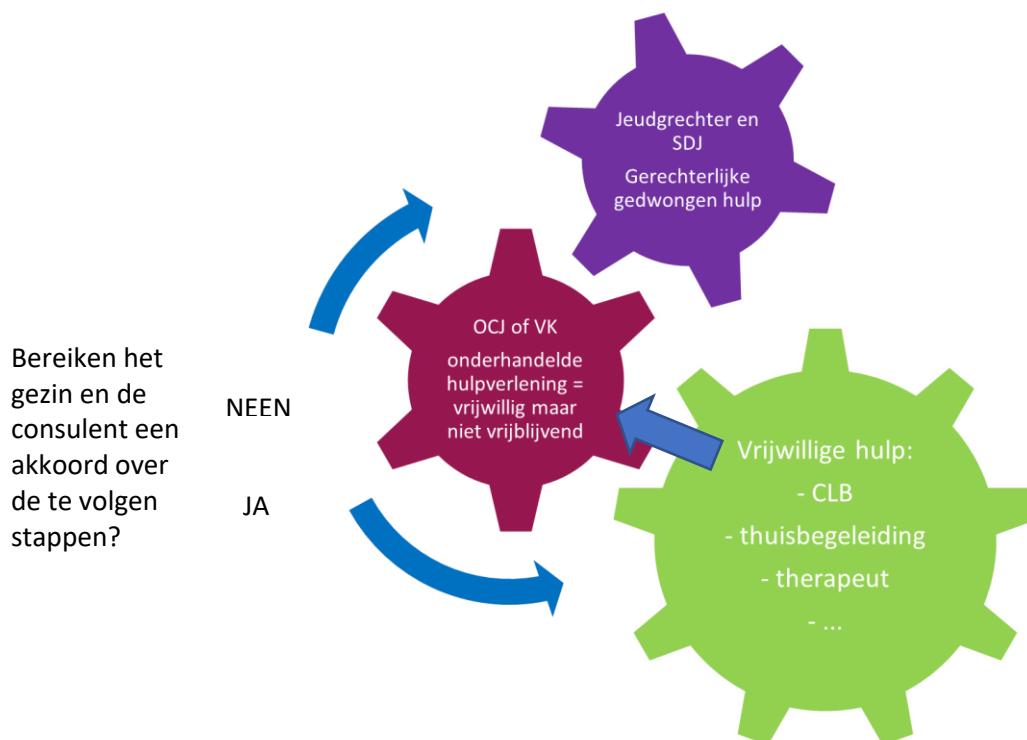 Jeudgrechter en
SDJ
Gerechterlijke
gedwongen hulp
OCJ of VK
onderhandelde
hulpverlening =
vrijwillig maar
niet vrijblijvend
Bereiken het
gezin en de
consulent een
akkoord over
de te volgen
stappen?
NEEN
JA
Vrijwillige hulp:
- CLB
- thuisbegeleiding
- therapeut
- ...